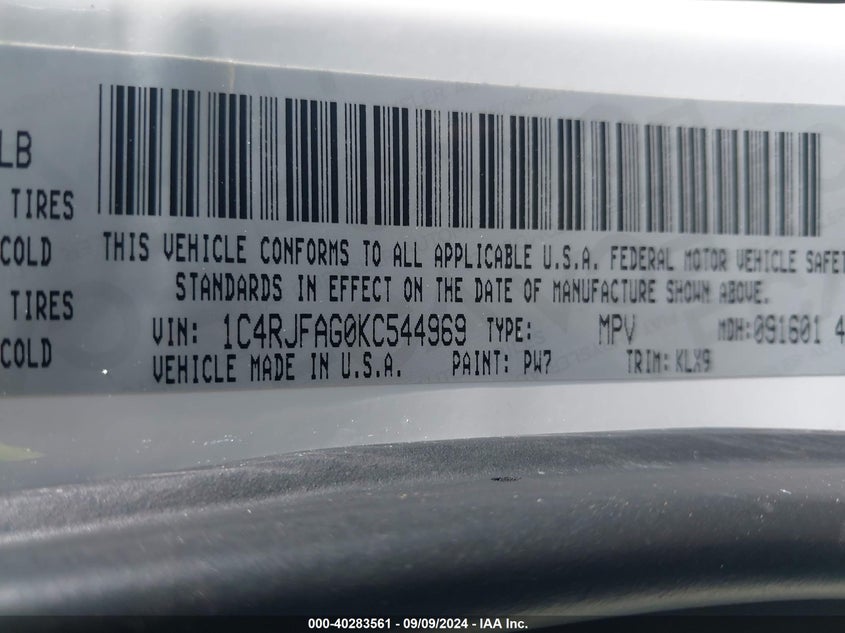 LB
TIRES
COLD
TIRES
COLD
THIS VEHICLE CONFORMS TO ALL APPLICABLE U.S.A. FEDERAL MOTOR VEHICLE SAFET
STANDARDS IN EFFECT ON THE DATE OF MANUFACTURE SHOWN ABOVE.
VIN: 1C4RJFAG0KC544969 TYPE: MPV MDH:091601 4
VEHICLE MADE IN U.S.A. PAINT: PW7 TRIM: KLX9
000-40283561 - 09/09/2024 - IAA Inc.